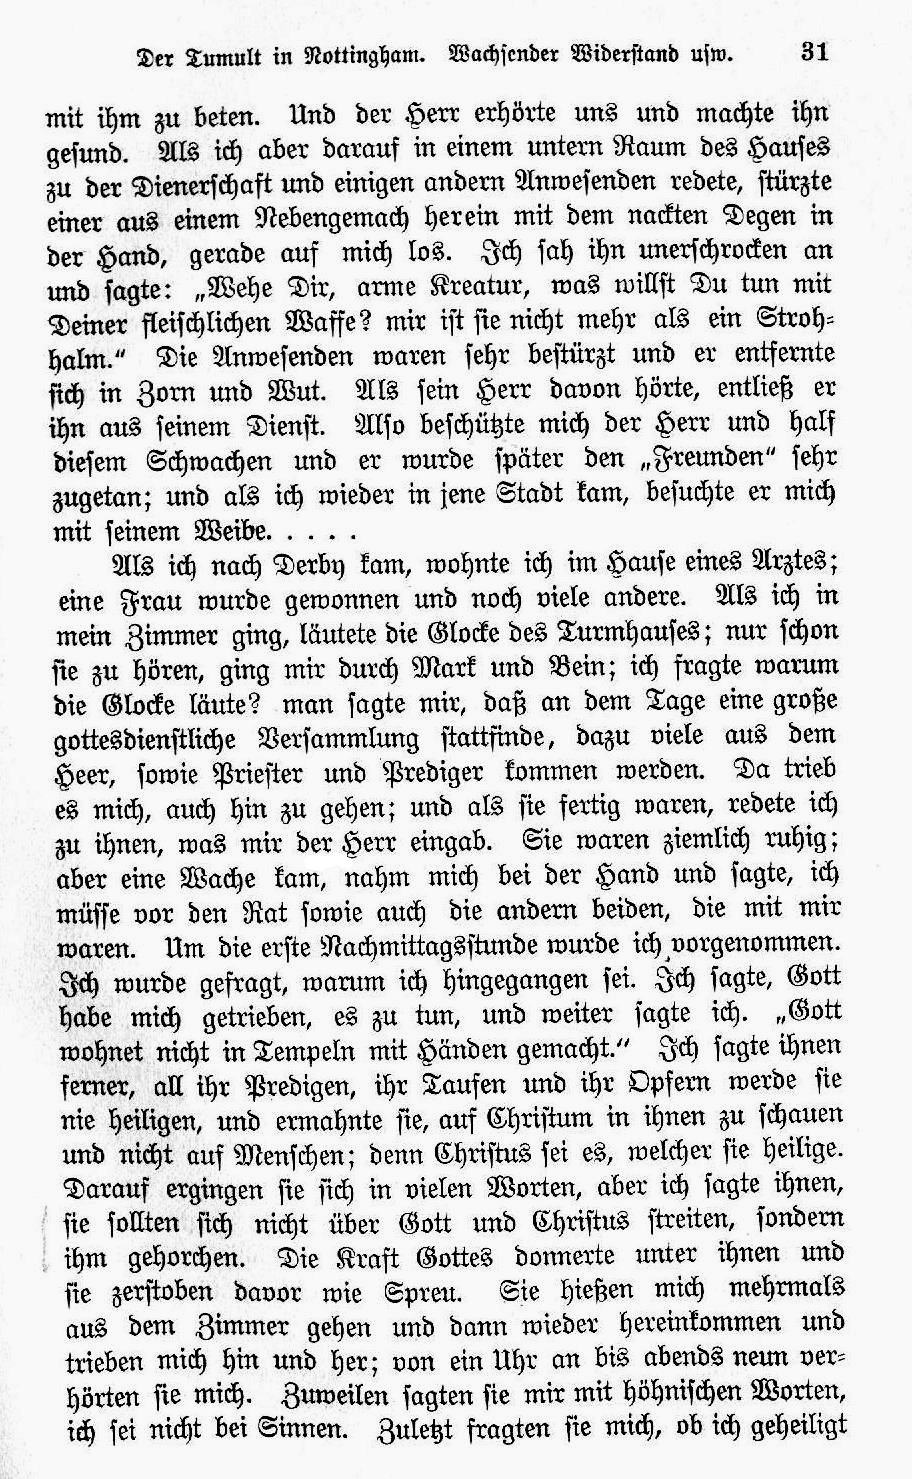 Der Tumult in Nottingham. Wachsender Widerstand usw. 31
mit ihm zu beten. Und der Herr erhörte uns und machte ihn
gesund. Als ich aber darauf in einem untern Raum des Hauses
zu der Dienerschaft und einigen andern Anwesenden redete, stürzte
einer aus einem Nebengemach herein mit dem nackten Degen in
der Hand, gerade auf mich los. Ich sah ihn unerschrocken an
und sagte: „Wehe Dir, arme Kreatur, was willst Du tun mit
Deiner fleischlichen Waffe? mir ist sie nicht mehr als ein Stroh-
halm.“ Die Anwesenden waren sehr bestürzt und er entfernte
sich in Zorn und Wut. Als sein Herr davon hörte, entließ er
ihn aus seinem Dienst. Also beschützte mich der Herr und half
diesem Schwachen und er wurde später den „Freunden“ sehr
zugetan; und als ich wieder in jene Stadt kam, besuchte er mich
mit seinem Weibe. . . . .
Als ich nach Derby kam, wohnte ich im Hause eines Arztes;
eine Frau wurde gewonnen und noch viele andere. Als ich in
mein Zimmer ging, läutete die Glocke des Turmhauses; nur schon
sie zu hören, ging mir durch Mark und Bein; ich fragte warum
die Glocke läute? man sagte mir, daß an dem Tage eine große
gottesdienstliche Versammlung stattfinde, dazu viele aus dem
Heer, sowie Priester und Prediger kommen werden. Da trieb
es mich, auch hin zu gehen; und als sie fertig waren, redete ich
zu ihnen, was mir der Herr eingab. Sie waren ziemlich ruhig;
aber eine Wache kam, nahm mich bei der Hand und sagte, ich
müsse vor den Rat sowie auch die andern beiden, die mit mir
waren. Um die erste Nachmittagsstunde wurde ich vorgenommen.
Ich wurde gefragt, warum ich hingegangen sei. Ich sagte, Gott
habe mich getrieben, es zu tun, und weiter sagte ich. „Gott
wohnet nicht in Tempeln mit Händen gemacht.“ Ich sagte ihnen
ferner, all ihr Predigen, ihr Taufen und ihr Opfern werde sie
nie heiligen, und ermahnte sie, auf Christum in ihnen zu schauen
und nicht auf Menschen; denn Christus sei es, welcher sie heilige.
Darauf ergingen sie sich in vielen Worten, aber ich sagte ihnen,
sie sollten sich nicht über Gott und Christus streiten, sondern
ihm gehorchen. Die Kraft Gottes donnerte unter ihnen und
sie zerstoben davor wie Spreu. Sie hießen mich mehrmals
aus dem Zimmer gehen und dann wieder hereinkommen und
trieben mich hin und her; von ein Uhr an bis abends neun ver-
hörten sie mich. Zuweilen sagten sie mir mit höhnischen Worten,
ich sei nicht bei Sinnen. Zuletzt fragten sie mich, ob ich geheiligt